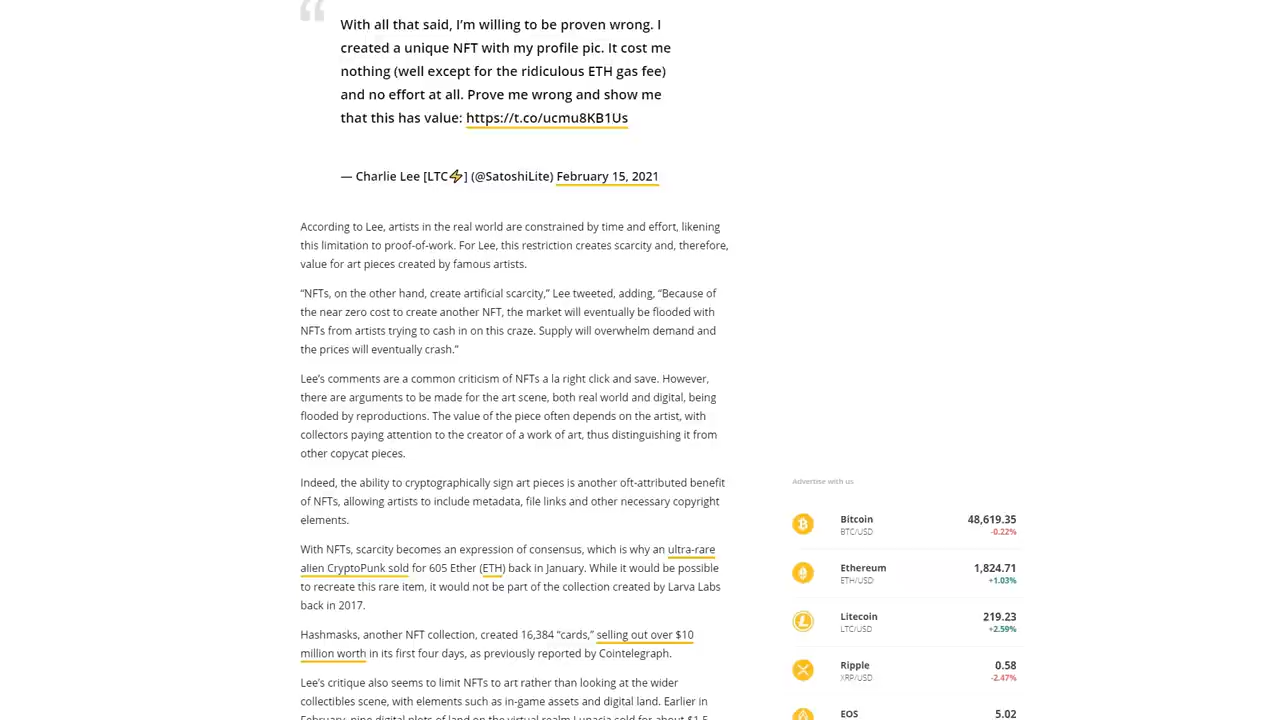 With all that said, I’m willing to be proven wrong. I
created a unique NFT with my profile pic. It cost me
nothing (well except for the ridiculous ETH gas fee)
and no effort at all. Prove me wrong and show me
that this has value: https://t.co/ucmu8KB1Us
— Charlie Lee [LTC⚡] (@SatoshiLite) February 15, 2021
According to Lee, artists in the real world are constrained by time and effort, likening
this limitation to proof-of-work. For Lee, this restriction creates scarcity and, therefore,
value for art pieces created by famous artists.
“NFTs, on the other hand, create artificial scarcity,” Lee tweeted, adding, “Because of
the near zero cost to create another NFT, the market will eventually be flooded with
NFTs from artists trying to cash in on this craze. Supply will overwhelm demand and
the prices will eventually crash.”
Lee’s comments are a common criticism of NFTs a la right click and save. However,
there are arguments to be made for the art scene, both real world and digital, being
flooded by reproductions. The value of the piece often depends on the artist, with
collectors paying attention to the creator of a work of art, thus distinguishing it from
other copycat pieces.
Indeed, the ability to cryptographically sign art pieces is another oft-attributed benefit
of NFTs, allowing artists to include metadata, file links and other necessary copyright
elements.
With NFTs, scarcity becomes an expression of consensus, which is why an ultra-rare
alien CryptoPunk sold for 605 Ether (ETH) back in January. While it would be possible
to recreate this rare item, it would not be part of the collection created by Larva Labs
back in 2017.
Hashmasks, another NFT collection, created 16,384 “cards,” selling out over $10
million worth in its first four days, as previously reported by Cointelegraph.
Lee’s critique also seems to limit NFTs to art rather than looking at the wider
collectibles scene, with elements such as in-game assets and digital land. Earlier in
February, nine digital plots of land on the virtual realm Lunacia sold for about $1.5
Advertise with us
Bitcoin 48,619.35
BTC/USD -0.22%
Ethereum 1,824.71
ETH/USD +1.03%
Litecoin 219.23
LTC/USD +2.59%
Ripple 0.58
XRP/USD -2.47%
EOS 5.02